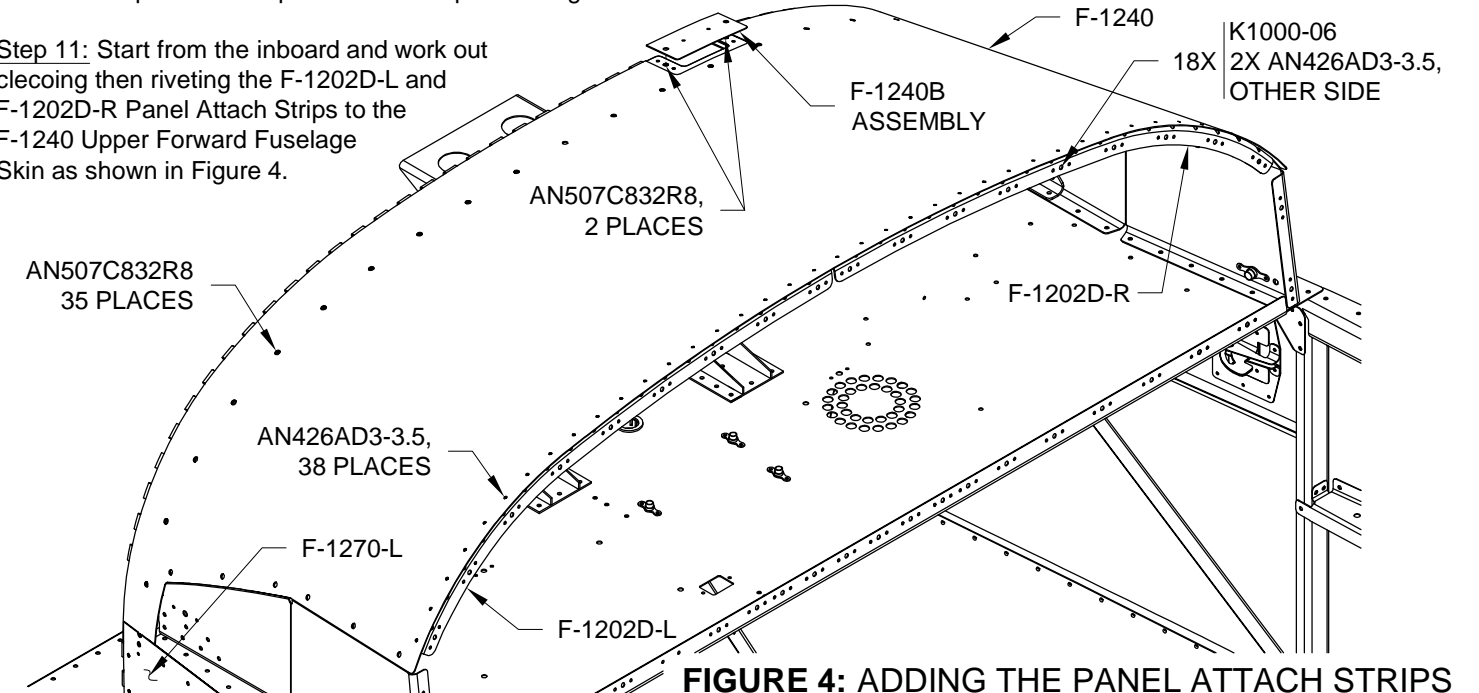 Step 11: Start from the inboard and work out
clecoing then riveting the F-1202D-L and
F-1202D-R Panel Attach Strips to the
F-1240 Upper Forward Fuselage
Skin as shown in Figure 4.
F-1240
K1000-06
18X 2X AN426AD3-3.5,
OTHER SIDE
F-1240B
ASSEMBLY
AN507C832R8,
2 PLACES
AN507C832R8
35 PLACES
F-1202D-R
AN426AD3-3.5,
38 PLACES
F-1270-L
F-1202D-L
FIGURE 4: ADDING THE PANEL ATTACH STRIPS